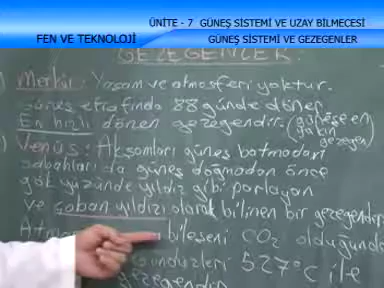 ÜNİTE - 7 GÜNEŞ SİSTEMİ VE UZAY BİLMECESİ
FEN VE TEKNOLOJİ
GÜNEŞ SİSTEMİ VE GEZEGENLER
GEZEGENLER
) Merkür: Yaşam ve atmosferi yoktur.
Güneş etrafında 88 günde döner.
En hızlı dönen gezegendir. (güneşe en
yakın
gezegen)
) Venüs: Akşamları güneş batmadan
sabahları da güneş doğmadan önce
gökyüzünde yıldız gibi parlayan
ve çoban yıldızı olarak bilinen bir gezegendir.
bileşeni CO2 olduğundan
gündüzleri 527°C ile
gezegendir